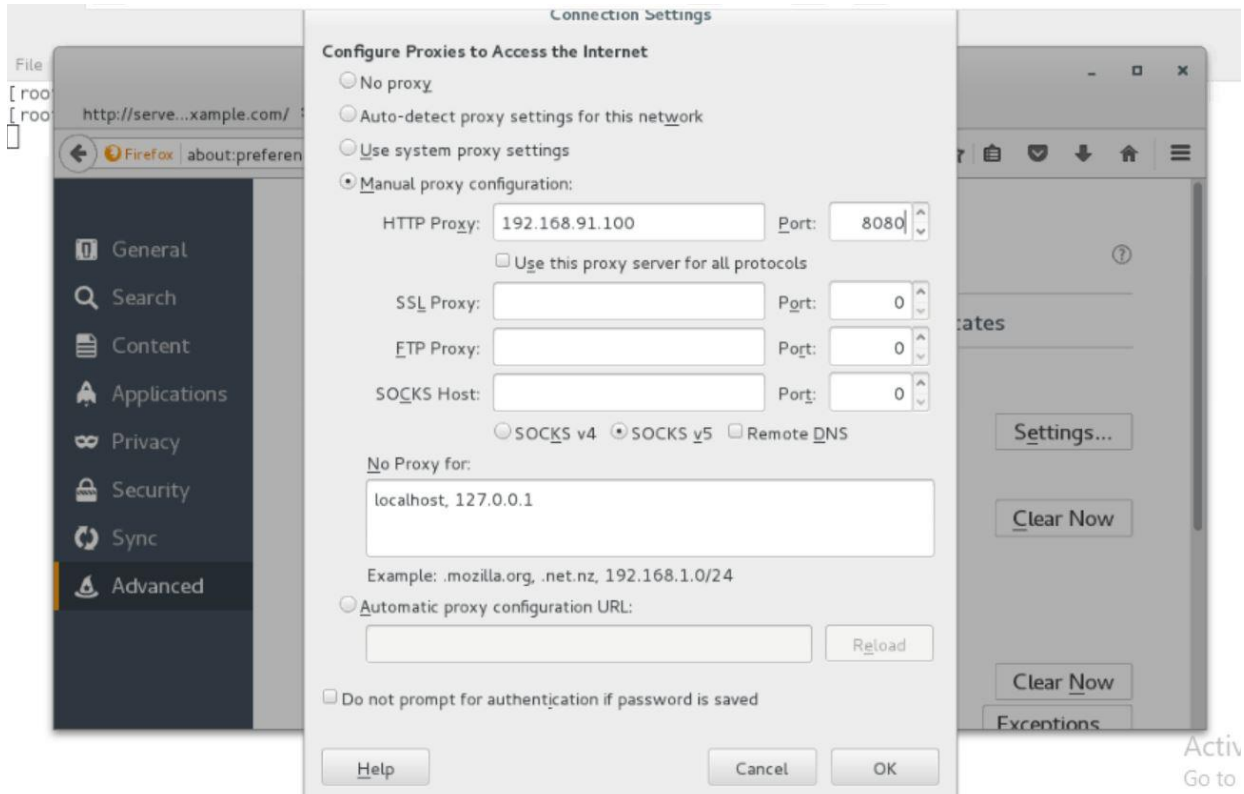 Connection Settings
Configure Proxies to Access the Internet
No proxy
Auto-detect proxy settings for this network
Use system proxy settings
Manual proxy configuration:
HTTP Proxy: 192.168.91.100 Port: 8080
Use this proxy server for all protocols
SSL Proxy: Port: 0
FTP Proxy: Port: 0
SOCKS Host: Port: 0
SOCKS v4 SOCKS v5 Remote DNS
No Proxy for:
localhost, 127.0.0.1
Example: .mozilla.org, .net.nz, 192.168.1.0/24
Automatic proxy configuration URL:
Reload
Do not prompt for authentication if password is saved
Help Cancel OK
File
[ roo
[ roo
http://serve...xample.com/
Firefox about:preferen
General
Search
Content
Applications
Privacy
Security
Sync
Advanced
cates
Settings...
Clear Now
Clear Now
Exceptions
Activ
Go to